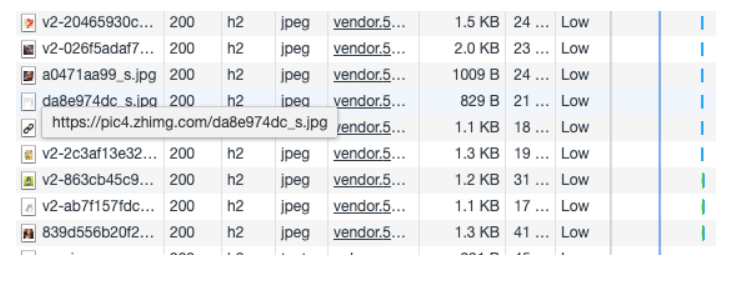 v2-20465930c... 200 h2 jpeg vendor.5... 1.5 KB 24 ... Low
v2-026f5adaf7... 200 h2 jpeg vendor.5... 2.0 KB 23 ... Low
a0471aa99_s.jpg 200 h2 jpeg vendor.5... 1009 B 24 ... Low
da8e974dc_s.jpg 200 h2 jpeg vendor.5... 829 B 21 ... Low
https://pic4.zhimg.com/da8e974dc_s.jpg vendor.5... 1.1 KB 18 ... Low
v2-2c3af13e32... 200 h2 jpeg vendor.5... 1.3 KB 19 ... Low
v2-863cb45c9... 200 h2 jpeg vendor.5... 1.2 KB 31 ... Low
v2-ab7f157fdc... 200 h2 jpeg vendor.5... 1.1 KB 17 ... Low
839d556b20f2... 200 h2 jpeg vendor.5... 1.3 KB 41 ... Low